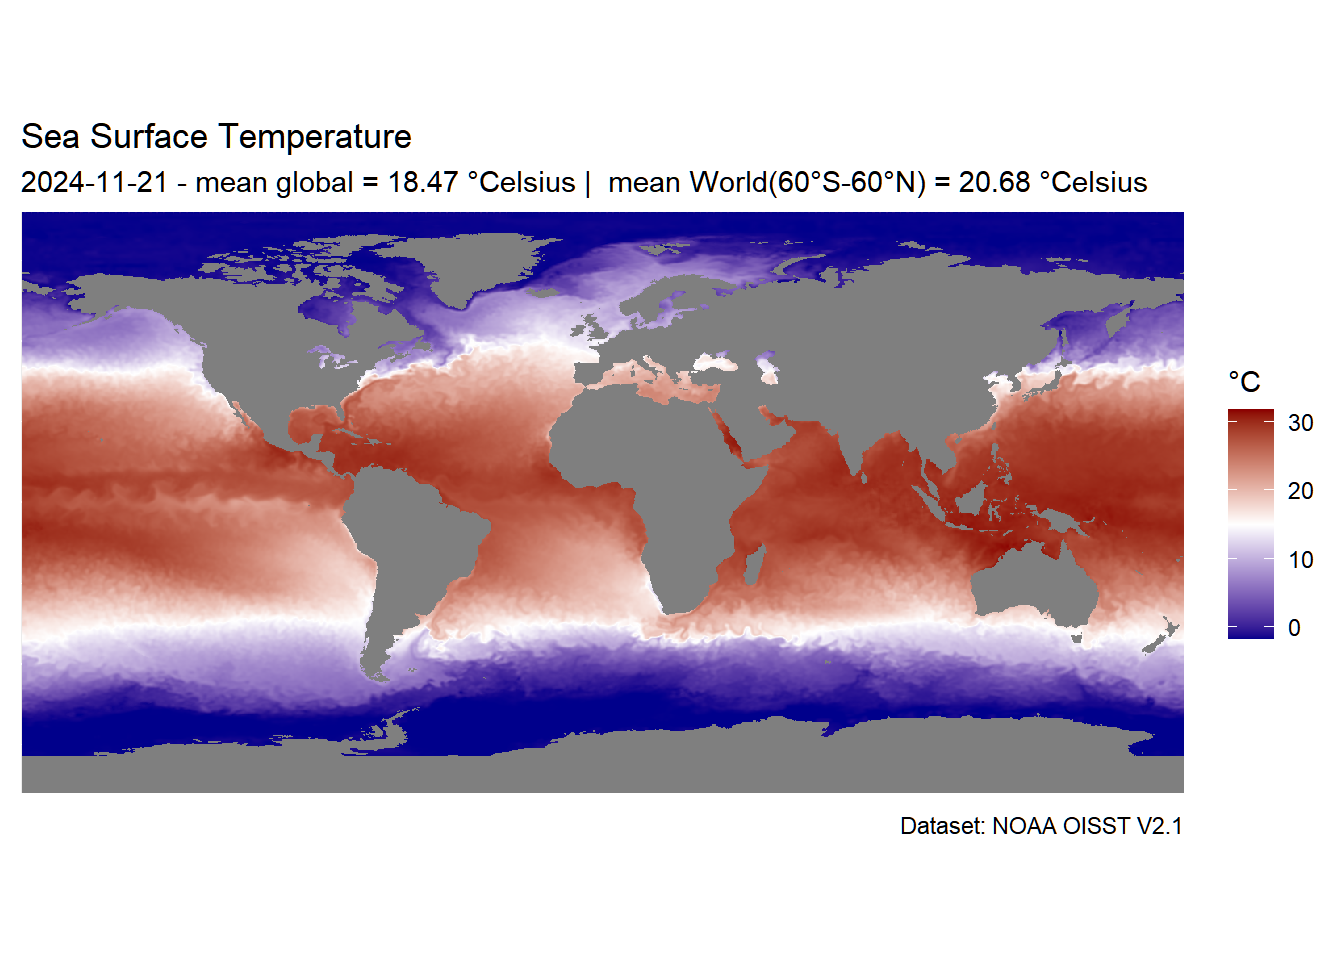 Sea Surface Temperature
2024-11-21 - mean global = 18.47 °Celsius |  mean World(60°S-60°N) = 20.68 °Celsius
°C
30
20
10
0
Dataset: NOAA OISST V2.1